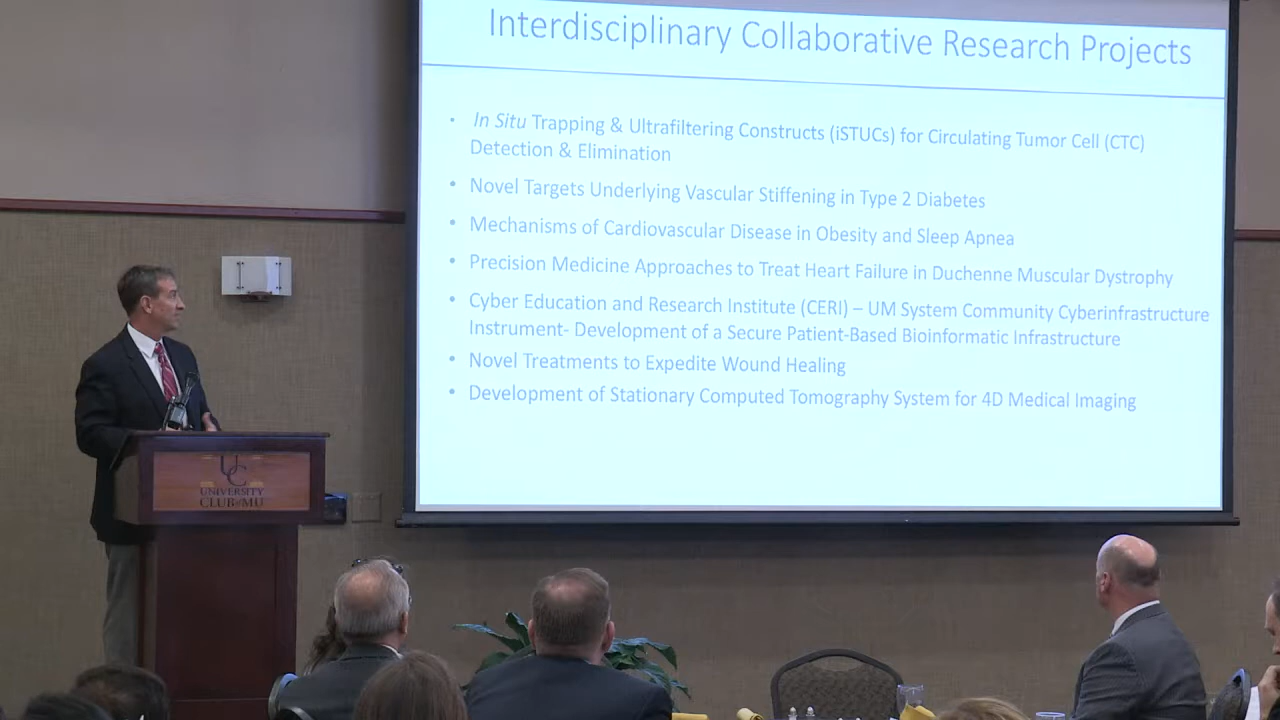 Interdisciplinary Collaborative Research Projects
• In Situ Trapping & Ultrafiltering Constructs (iSTUCs) for Circulating Tumor Cell (CTC)
Detection & Elimination
• Novel Targets Underlying Vascular Stiffening in Type 2 Diabetes
• Mechanisms of Cardiovascular Disease in Obesity and Sleep Apnea
• Precision Medicine Approaches to Treat Heart Failure in Duchenne Muscular Dystrophy
• Cyber Education and Research Institute (CERI) – UM System Community Cyberinfrastructure
Instrument- Development of a Secure Patient-Based Bioinformatic Infrastructure
• Novel Treatments to Expedite Wound Healing
• Development of Stationary Computed Tomography System for 4D Medical Imaging
UC
UNIVERSITY
CLUB of MU